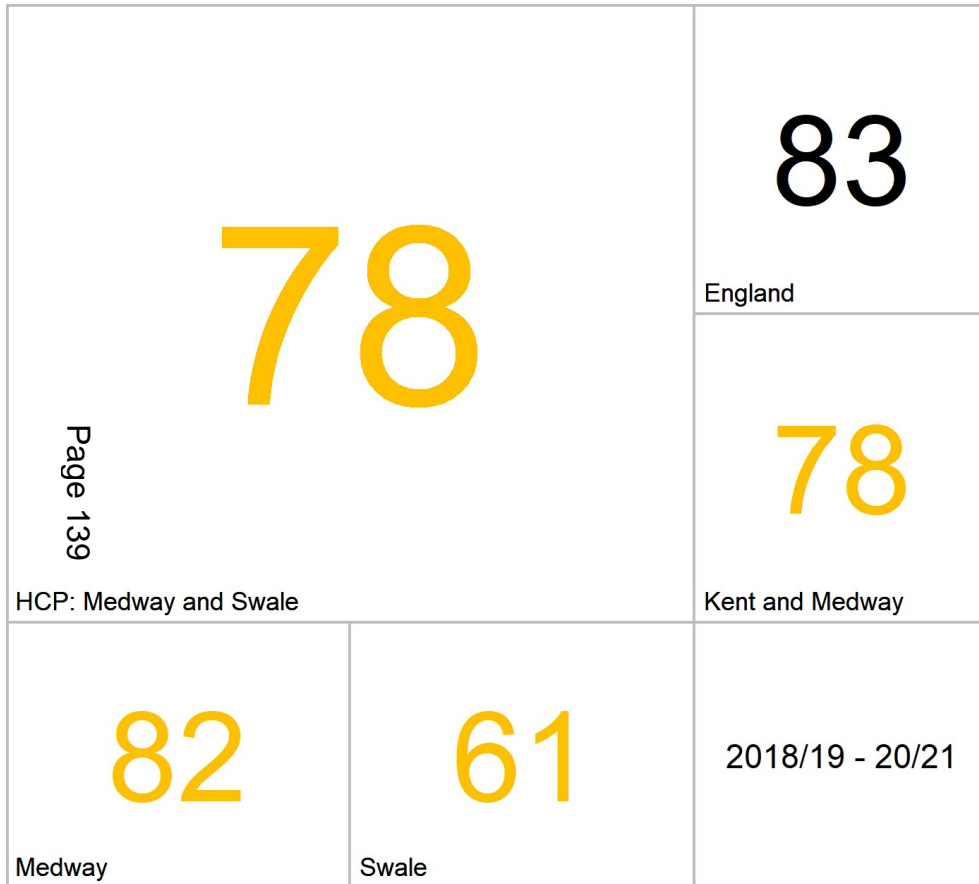 78
HCP: Medway and Swale
83
England
78
Kent and Medway
82
Medway
61
Swale
2018/19 - 20/21
Page 139